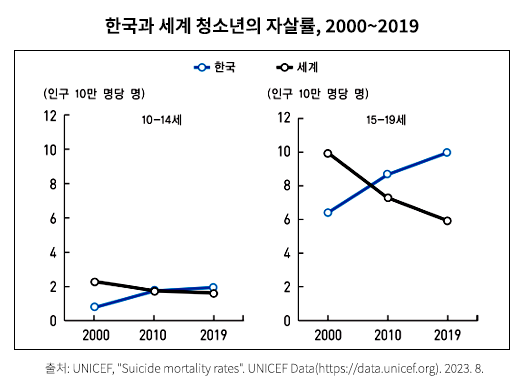 한국과 세계 청소년의 자살률, 2000~2019
한국 세계
(인구 10만 명당 명)
10-14세
12
10
8
6
4
2
0
2000 2010 2019
(인구 10만 명당 명)
15-19세
12
10
8
6
4
2
0
2000 2010 2019
출처: UNICEF, "Suicide mortality rates". UNICEF Data(https://data.unicef.org). 2023. 8.